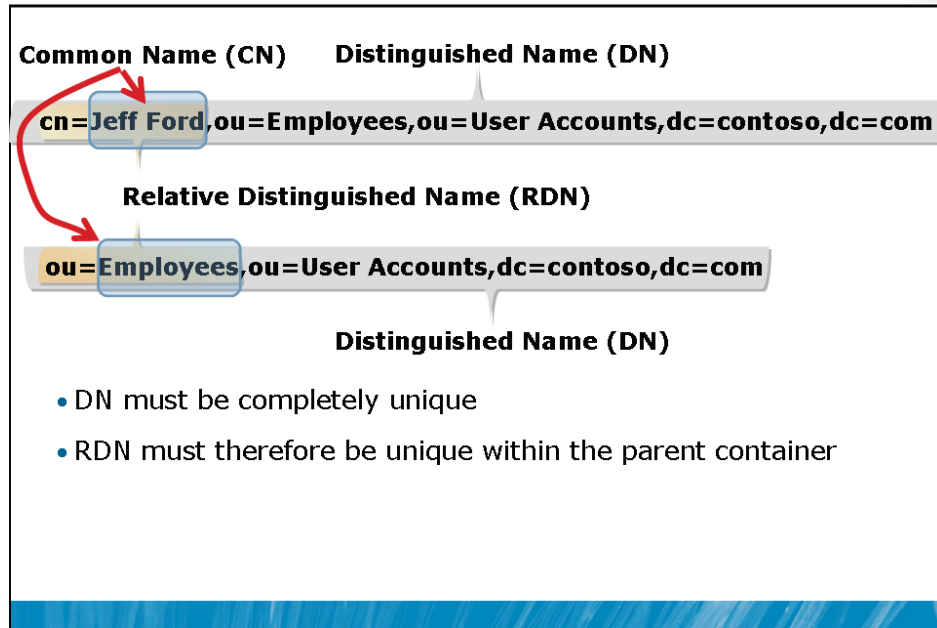 Common Name (CN) Distinguished Name (DN)
cn=Jeff Ford,ou=Employees,ou=User Accounts,dc=contoso,dc=com
Relative Distinguished Name (RDN)
ou=Employees,ou=User Accounts,dc=contoso,dc=com
Distinguished Name (DN)
• DN must be completely unique
• RDN must therefore be unique within the parent container